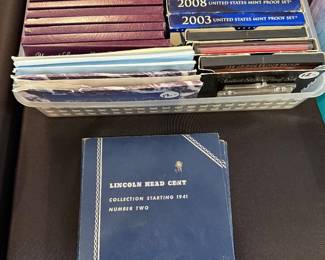 2008 UNITED STATES MINT PROOF SET
2003 UNITED STATES MINT PROOF SET
LINCOLN HEAD CENT
COLLECTION STARTING 1941
NUMBER TWO